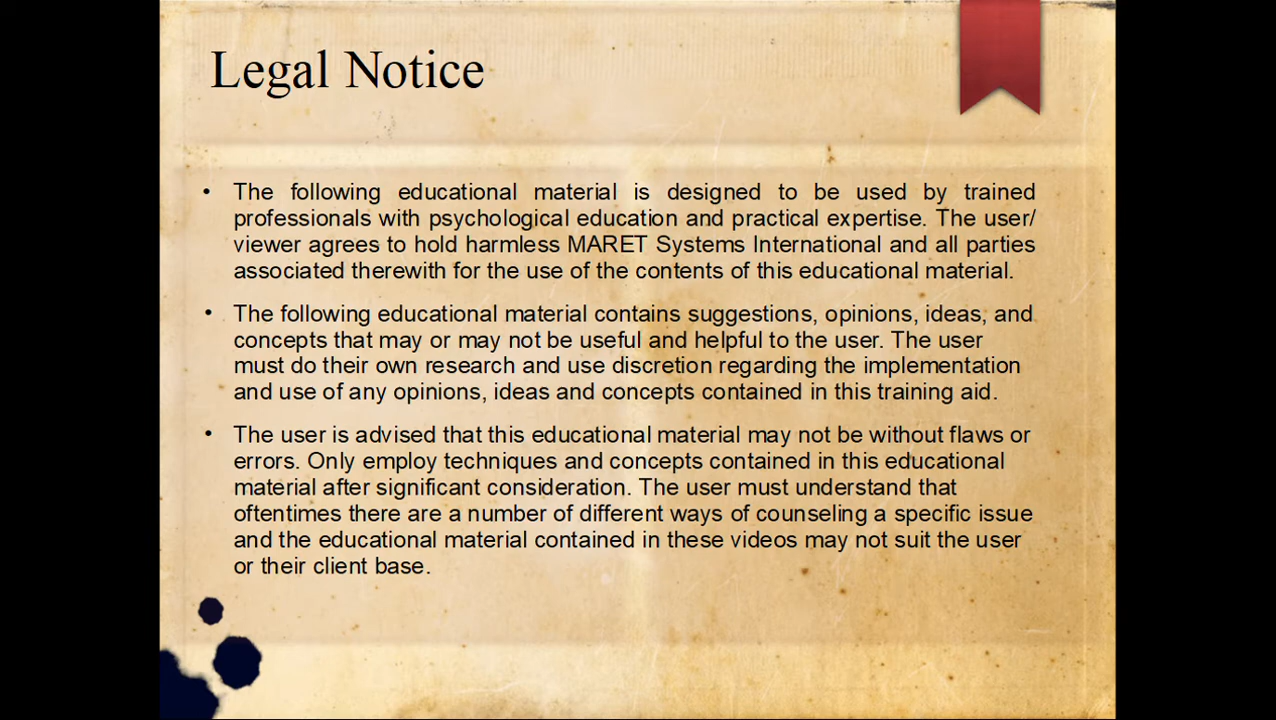 Legal Notice
• The following educational material is designed to be used by trained
professionals with psychological education and practical expertise. The user/
viewer agrees to hold harmless MARET Systems International and all parties
associated therewith for the use of the contents of this educational material.
• The following educational material contains suggestions, opinions, ideas, and
concepts that may or may not be useful and helpful to the user. The user
must do their own research and use discretion regarding the implementation
and use of any opinions, ideas and concepts contained in this training aid.
• The user is advised that this educational material may not be without flaws or
errors. Only employ techniques and concepts contained in this educational
material after significant consideration. The user must understand that
oftentimes there are a number of different ways of counseling a specific issue
and the educational material contained in these videos may not suit the user
or their client base.